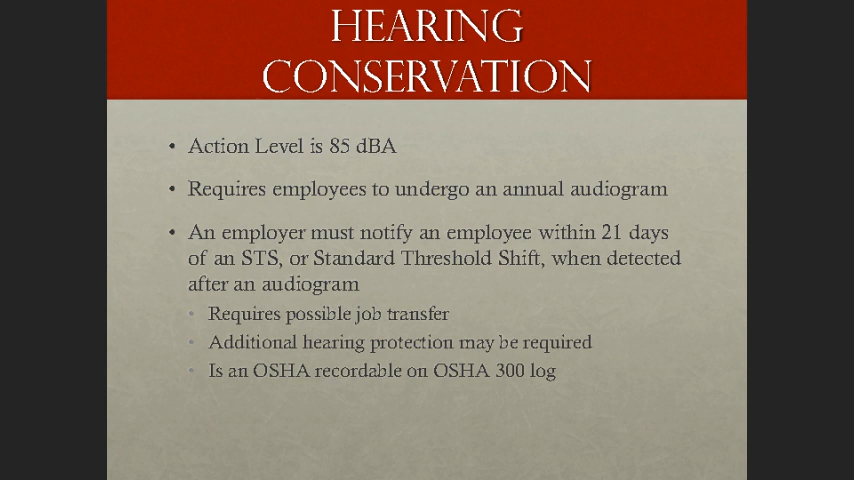 HEARING
CONSERVATION
• Action Level is 85 dBA
• Requires employees to undergo an annual audiogram
• An employer must notify an employee within 21 days
of an STS, or Standard Threshold Shift, when detected
after an audiogram
• Requires possible job transfer
• Additional hearing protection may be required
• Is an OSHA recordable on OSHA 300 log